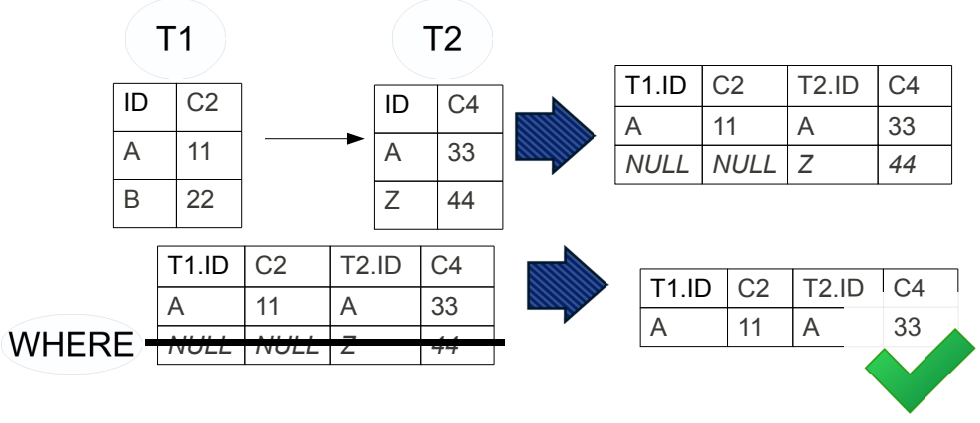 T1 T2
ID C2
A 11
B 22
ID C4
A 33
Z 44
T1.ID C2 T2.ID C4
A 11 A 33
NULL NULL Z 44
WHERE
T1.ID C2 T2.ID C4
A 11 A 33
NULL NULL Z 44
T1.ID C2 T2.ID C4
A 11 A 33